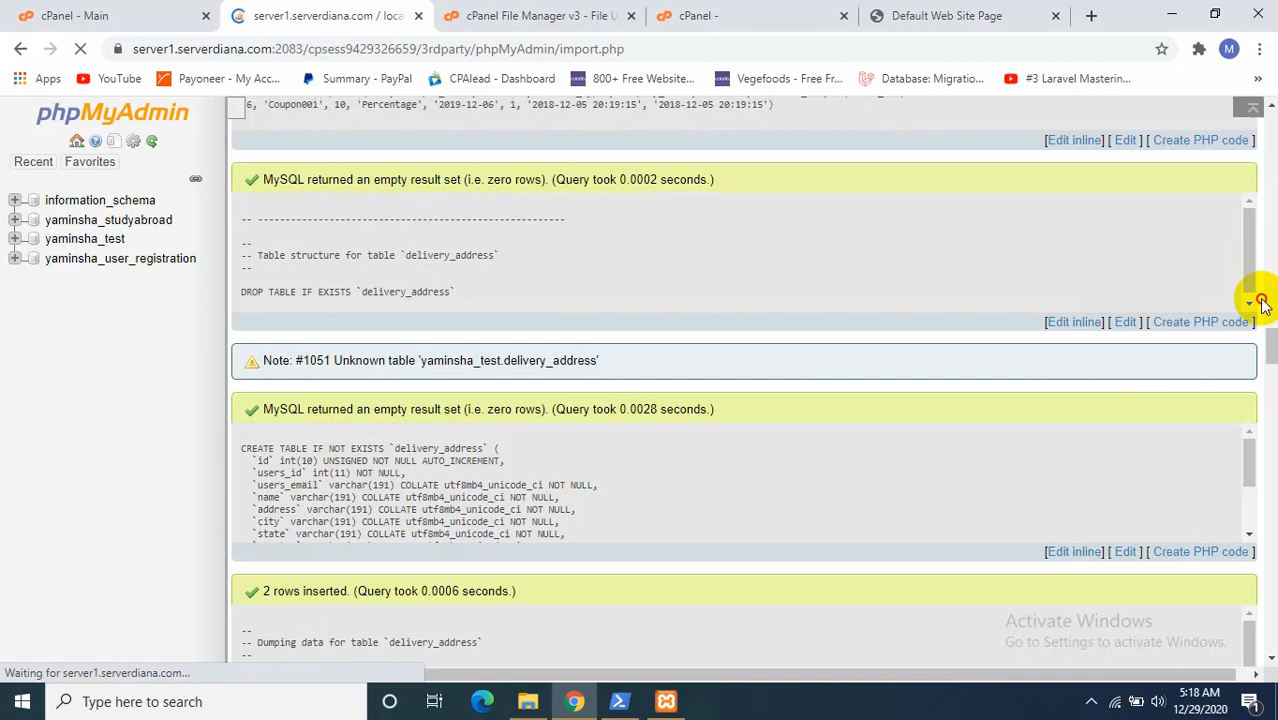 cPanel - Main
server1.serverdiana.com / loca
cPanel File Manager v3 - File U
cPanel -
Default Web Site Page
server1.serverdiana.com:2083/cpsess9429326659/3rdparty/phpMyAdmin/import.php
M
Apps
YouTube
Payoneer - My Acc...
Summary - PayPal
CPAlead - Dashboard
800+ Free Website...
Vegefoods - Free Fr...
Database: Migratio...
#3 Laravel Mastering...
phpMyAdmin
Recent
Favorites
information_schema
yaminsha_studyabroad
yaminsha_test
yaminsha_user_registration
6, 'Coupon001', 10, 'Percentage', '2019-12-06', 1, '2018-12-05 20:19:15', '2018-12-05 20:19:15')
[Edit inline] [ Edit ] [ Create PHP code ]
MySQL returned an empty result set (i.e. zero rows). (Query took 0.0002 seconds.)
-- --------------------------------------------------------
--
-- Table structure for table `delivery_address`
--
DROP TABLE IF EXISTS `delivery_address`
[Edit inline] [ Edit ] [ Create PHP code ]
Note: #1051 Unknown table 'yaminsha_test.delivery_address'
MySQL returned an empty result set (i.e. zero rows). (Query took 0.0028 seconds.)
CREATE TABLE IF NOT EXISTS `delivery_address` (
`id` int(10) UNSIGNED NOT NULL AUTO_INCREMENT,
`users_id` int(11) NOT NULL,
`users_email` varchar(191) COLLATE utf8mb4_unicode_ci NOT NULL,
`name` varchar(191) COLLATE utf8mb4_unicode_ci NOT NULL,
`address` varchar(191) COLLATE utf8mb4_unicode_ci NOT NULL,
`city` varchar(191) COLLATE utf8mb4_unicode_ci NOT NULL,
`state` varchar(191) COLLATE utf8mb4_unicode_ci NOT NULL,
[Edit inline] [ Edit ] [ Create PHP code ]
2 rows inserted. (Query took 0.0006 seconds.)
--
-- Dumping data for table `delivery_address`
--
Activate Windows
Go to Settings to activate Windows.
Waiting for server1.serverdiana.com...
Type here to search
5:18 AM
12/29/2020
1